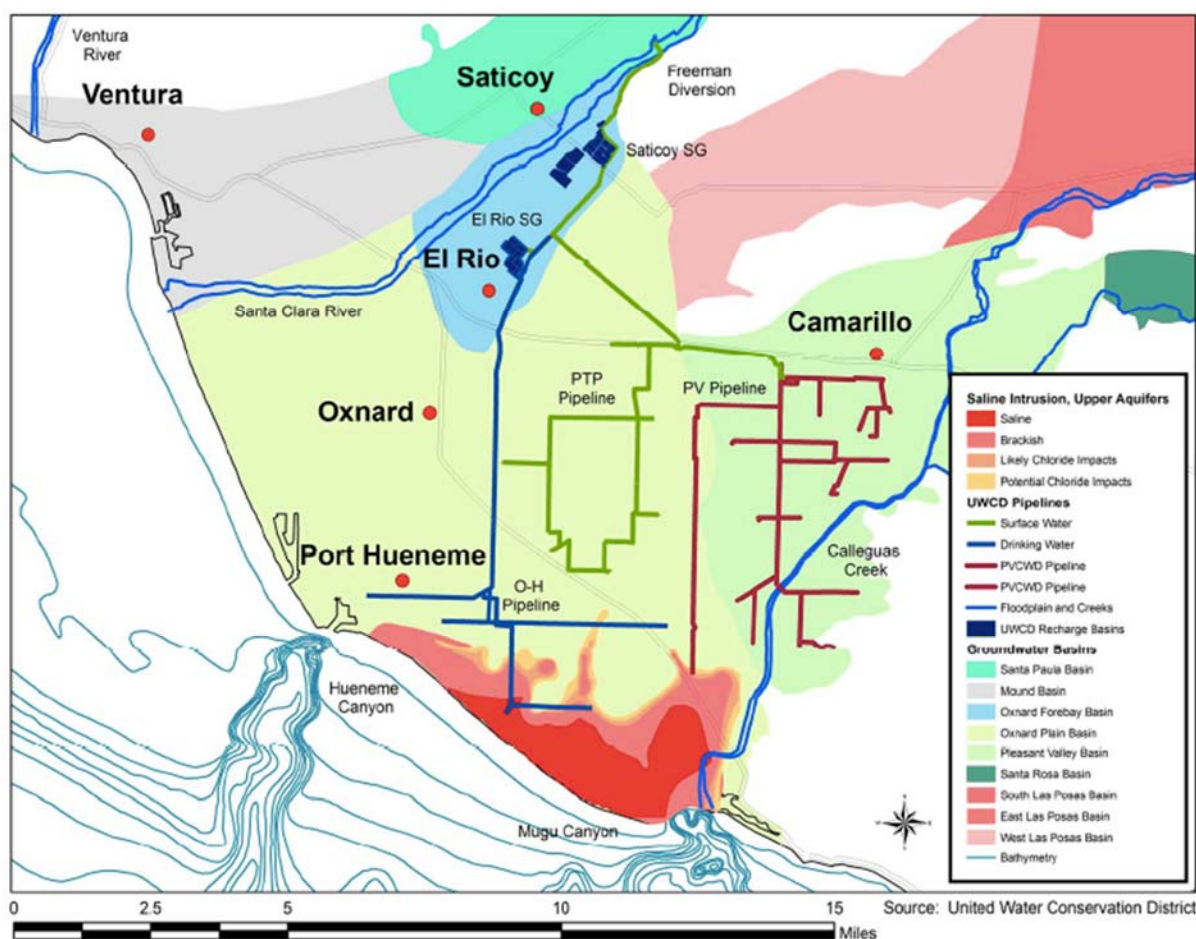 Ventura
River
Ventura
Saticoy
Freeman
Diversion
Saticoy SG
El Rio SG
El Rio
Santa Clara River
Camarillo
PTP
Pipeline
PV Pipeline
Oxnard
Port Hueneme
O-H
Pipeline
Calleguas
Creek
Hueneme
Canyon
Mugu Canyon
Saline Intrusion, Upper Aquifers
Saline
Brackish
Likely Chloride Impacts
Potential Chloride Impacts
UWCD Pipelines
Surface Water
Drinking Water
PVCWD Pipeline
PVCWD Pipeline
Floodplain and Creeks
UWCD Recharge Basins
Groundwater Basins
Santa Paula Basin
Mound Basin
Oxnard Forebay Basin
Oxnard Plain Basin
Pleasant Valley Basin
Santa Rosa Basin
South Las Posas Basin
East Las Posas Basin
West Las Posas Basin
Bathymetry
0 2.5 5 10 15
Miles
Source: United Water Conservation District